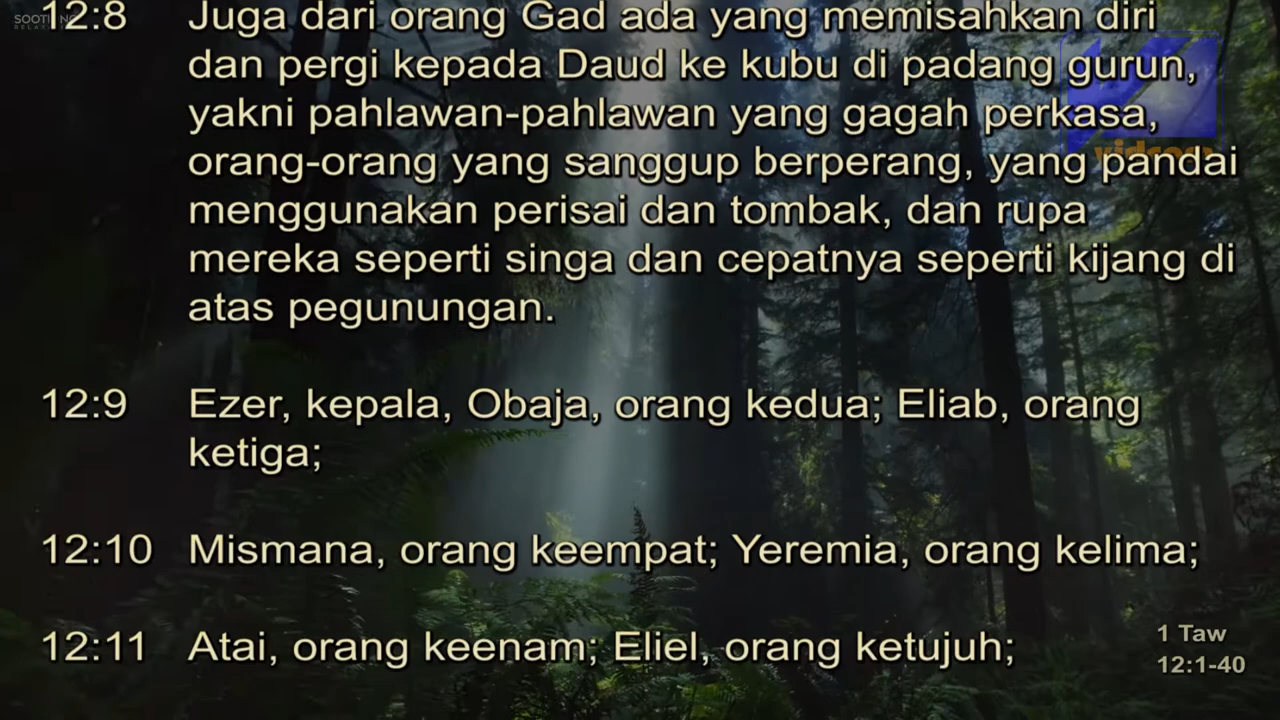 SOOTHING
12:8 Juga dari orang Gad ada yang memisahkan diri
dan pergi kepada Daud ke kubu di padang gurun,
yakni pahlawan-pahlawan yang gagah perkasa,
orang-orang yang sanggup berperang, yang pandai
menggunakan perisai dan tombak, dan rupa
mereka seperti singa dan cepatnya seperti kijang di
atas pegunungan.
12:9 Ezer, kepala, Obaja, orang kedua; Eliab, orang
ketiga;
12:10 Mismana, orang keempat; Yeremia, orang kelima;
12:11 Atai, orang keenam; Eliel, orang ketujuh;
1 Taw
12:1-40